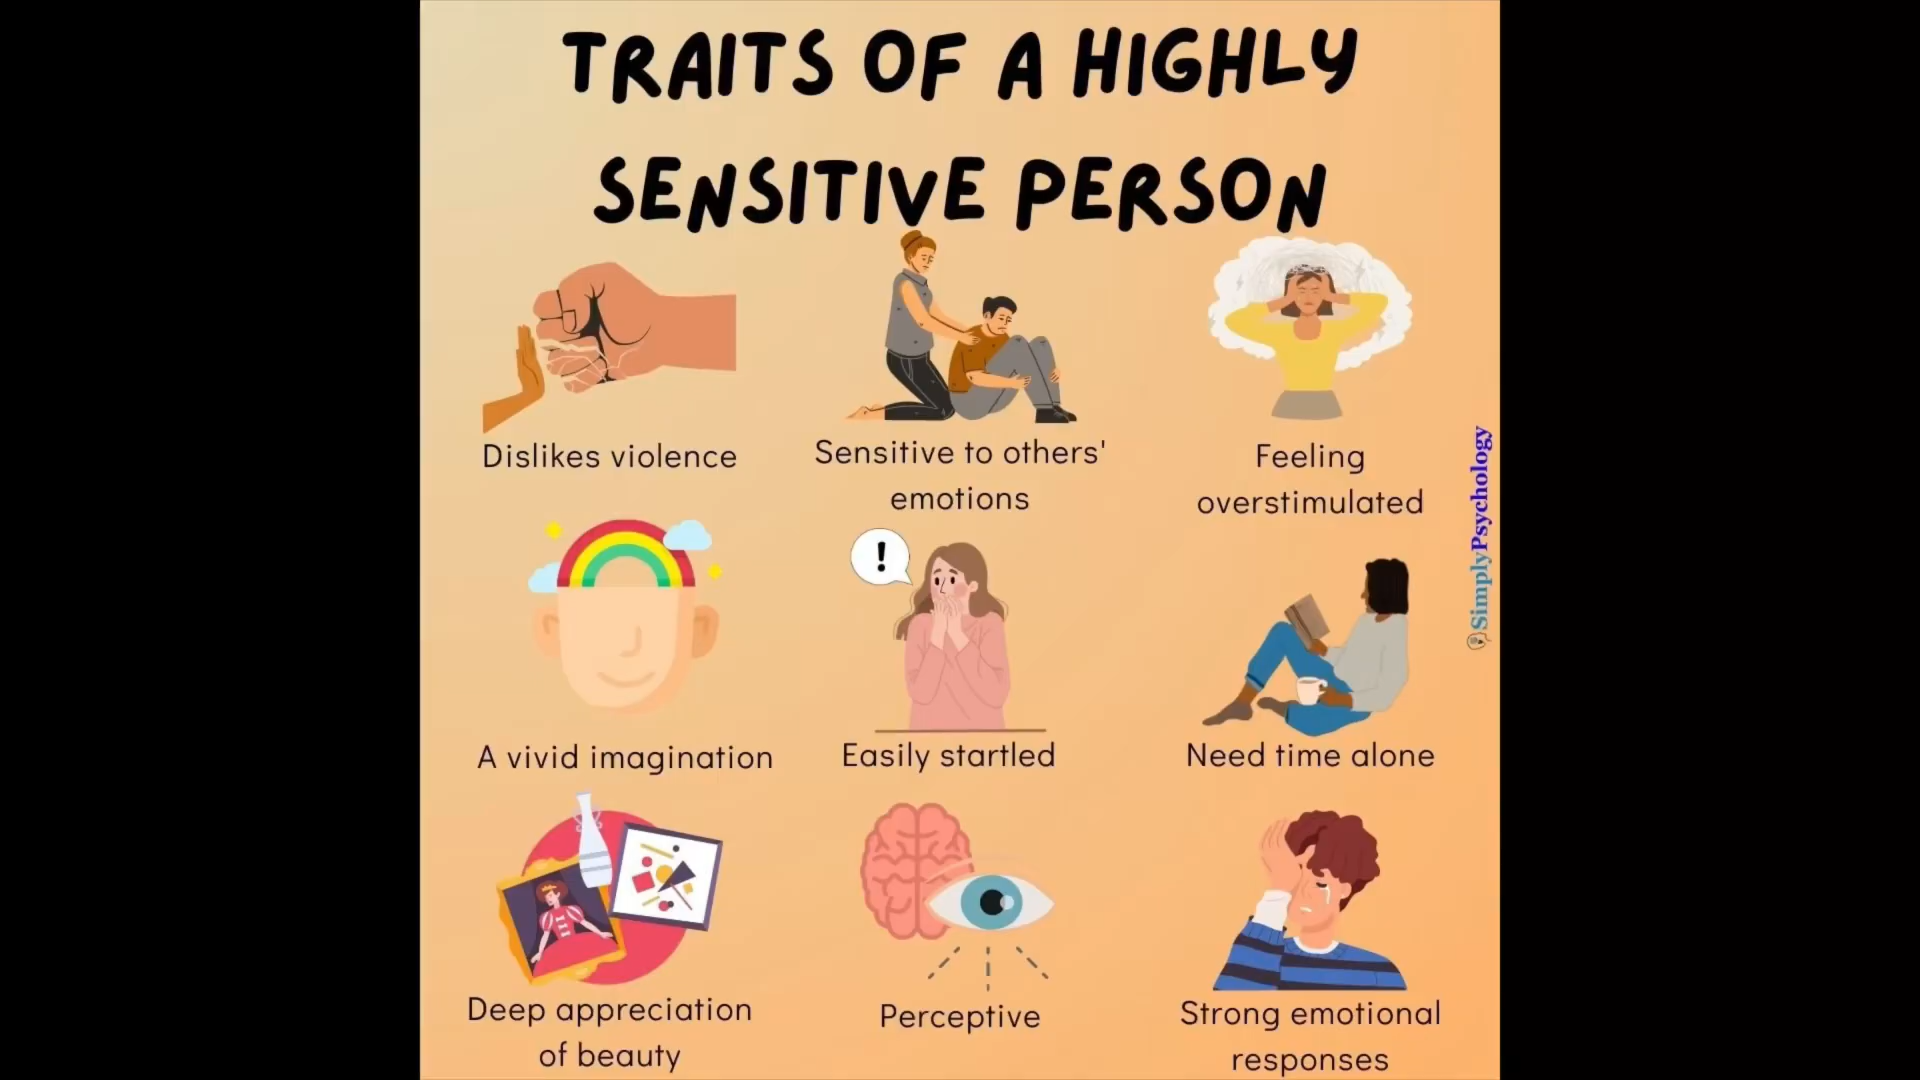 TRAITS OF A HIGHLY
SENSITIVE PERSON
Dislikes violence
Sensitive to others'
emotions
Feeling
overstimulated
!
A vivid imagination
Easily startled
Need time alone
Deep appreciation
of beauty
Perceptive
Strong emotional
responses
SimplyPsychology